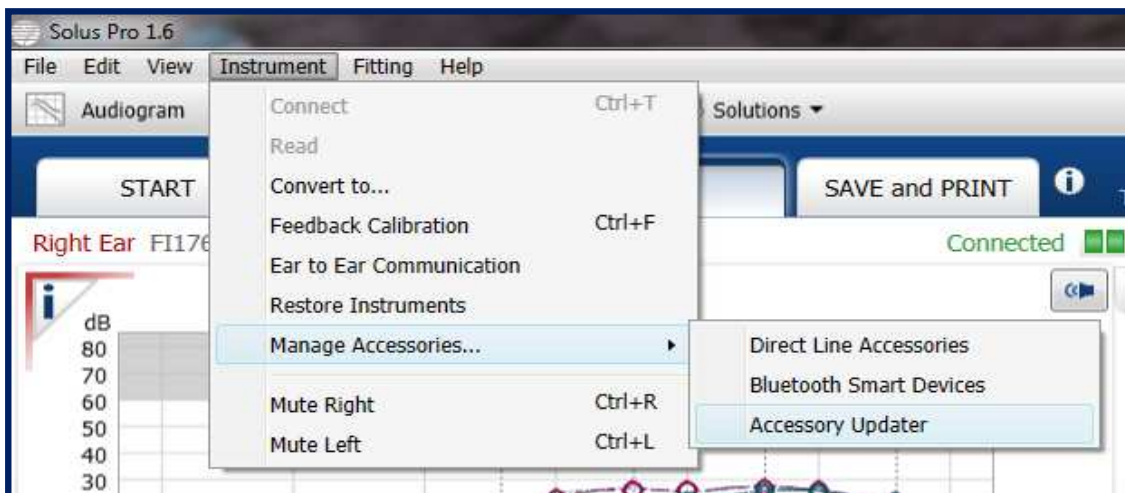 Solus Pro 1.6
File Edit View Instrument Fitting Help
Audiogram Solutions
Connect Ctrl+T
Read
Convert to...
Feedback Calibration Ctrl+F
Ear to Ear Communication
Restore Instruments
Manage Accessories...
Mute Right Ctrl+R
Mute Left Ctrl+L
Direct Line Accessories
Bluetooth Smart Devices
Accessory Updater
START SAVE and PRINT i
Right Ear FI176 Connected
i
dB
80
70
60
50
40
30